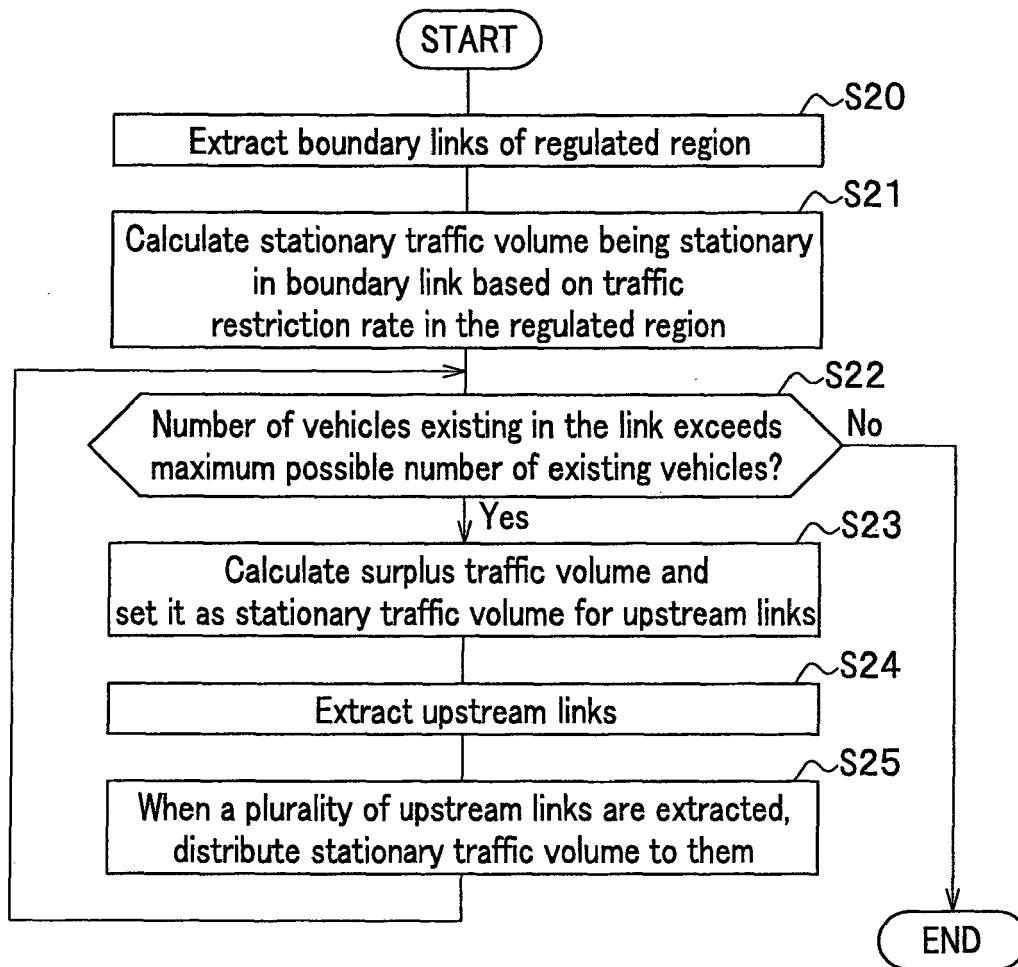 START
S20
Extract boundary links of regulated region
S21
Calculate stationary traffic volume being stationary
in boundary link based on traffic
restriction rate in the regulated region
S22
Number of vehicles existing in the link exceeds
maximum possible number of existing vehicles?
No
Yes
S23
Calculate surplus traffic volume and
set it as stationary traffic volume for upstream links
S24
Extract upstream links
S25
When a plurality of upstream links are extracted,
distribute stationary traffic volume to them
END